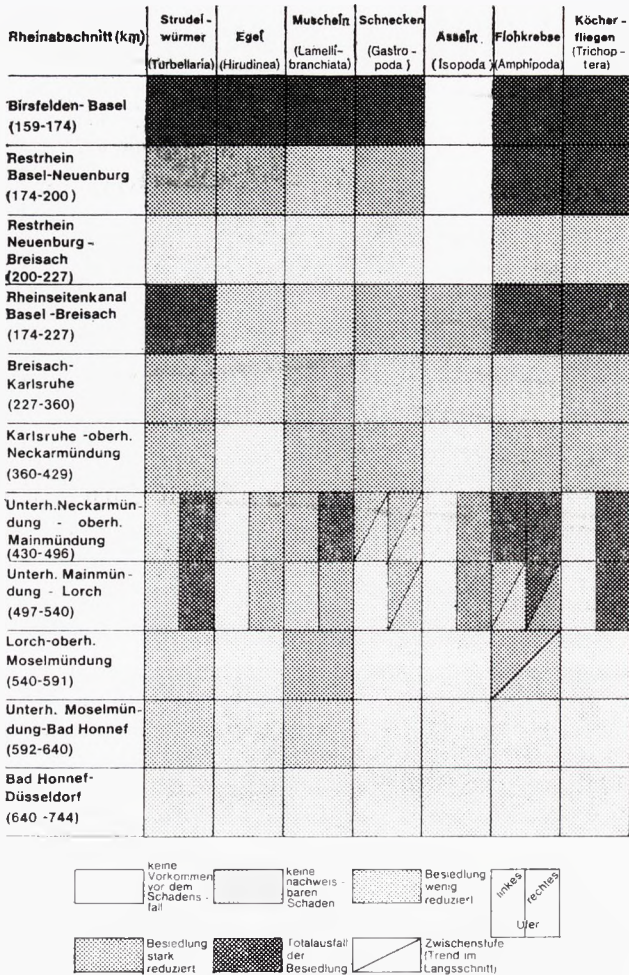 Rheinabschnitt (km)
Strudel-
würmer
(Turbellaria)
Egel
(Hirudinea)
Muscheln
(Lamelli-
branchiata)
Schnecken
(Gastro-
poda)
Asseln
(Isopoda)
Flohkrebse
(Amphipoda)
Köcher-
fliegen
(Trichop-
tera)
Birsfelden-Basel
(159-174)
Restrhein
Basel-Neuenburg
(174-200)
Restrhein
Neuenburg-
Breisach
(200-227)
Rheinseitenkanal
Basel-Breisach
(174-227)
Breisach-
Karlsruhe
(227-360)
Karlsruhe-oberh.
Neckarmündung
(360-429)
Unterh.Neckarmün-
dung - oberh.
Mainmündung
(430-496)
Unterh. Mainmün-
dung - Lorch
(497-540)
Lorch-oberh.
Moselmündung
(540-591)
Unterh. Moselmün-
dung-Bad Honnef
(592-640)
Bad Honnef-
Düsseldorf
(640-744)
keine
Vorkommen
vor dem
Schadens-
fall
keine
nachweis-
baren
Schaden
Besiedlung
wenig
reduziert
linkes
rechtes
Ufer
Besiedlung
stark
reduziert
Totalausfall
der
Besiedlung
Zwischenstufe
(Trend im
Langsschnitt)